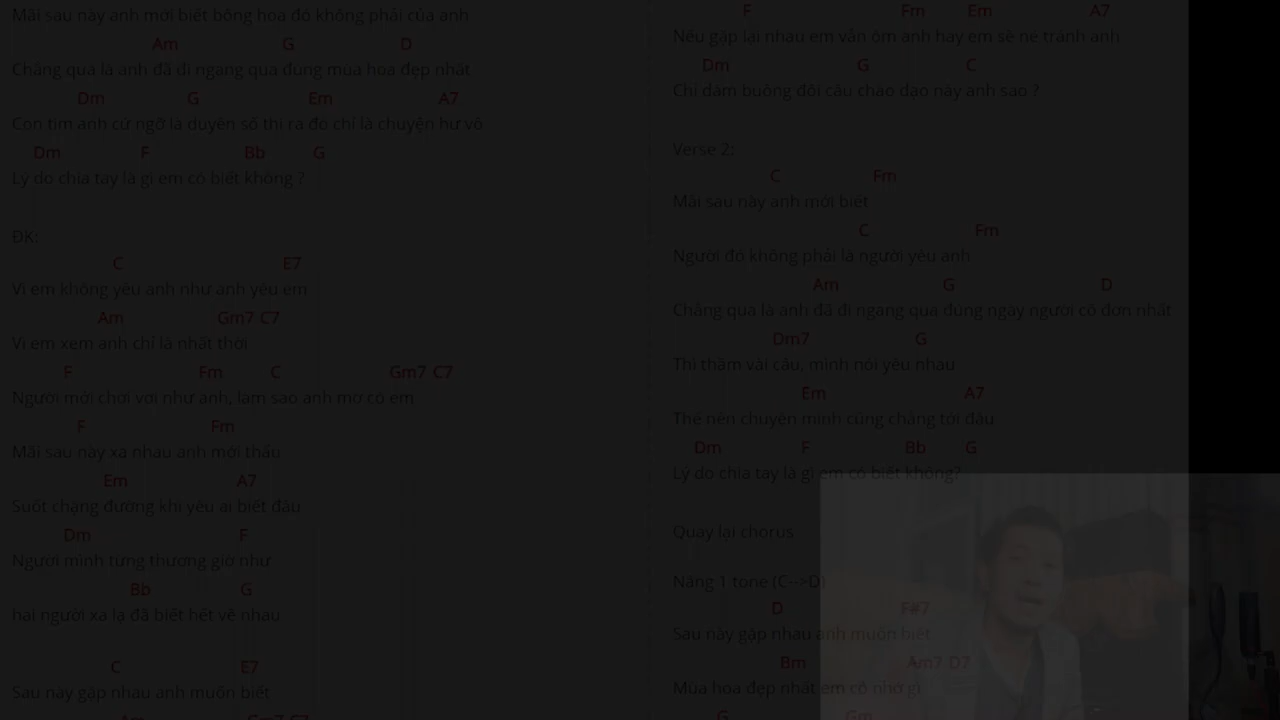 Mãi sau này anh mới biết bông hoa đó không phải của anh
Am G D
Chẳng qua là anh đã đi ngang qua đúng mùa hoa đẹp nhất
Dm G Em A7
Con tim anh cứ ngỡ là duyên số thì ra đó chỉ là chuyện hư vô
Dm F Bb G
Lý do chia tay là gì em có biết không ?
ĐK:
C E7
Vì em không yêu anh như anh yêu em
Am Gm7 C7
Vì em xem anh chỉ là nhất thời
F Fm C Gm7 C7
Người mới chơi vơi như anh, làm sao anh mơ có em
F Fm
Mãi sau này xa nhau anh mới thấu
Em A7
Suốt chặng đường khi yêu ai biết đâu
Dm F
Người mình từng thương giờ như
Bb G
hai người xa lạ đã biết hết về nhau
C E7
Sau này gặp nhau anh muốn biết
Am Gm7 C7
F Fm Em A7
Nếu gặp lại nhau em vẫn ôm anh hay em sẽ né tránh anh
Dm G C
Chỉ dám buông đôi câu chào dạo này anh sao ?
Verse 2:
C Fm
Mãi sau này anh mới biết
C Fm
Người đó không phải là người yêu anh
Am G D
Chẳng qua là anh đã đi ngang qua đúng ngay người cô đơn nhất
Dm7 G
Thì thầm vài câu, mình nói yêu nhau
Em A7
Thế nên chuyện mình cũng chẳng tới đâu
Dm F Bb G
Lý do chia tay là gì em có biết không?
Quay lại chorus
Nâng 1 tone (C-->D)
D F#7
Sau này gặp nhau anh muốn biết
Bm Am7 D7
Mùa hoa đẹp nhất em có nhớ gì
G Gm